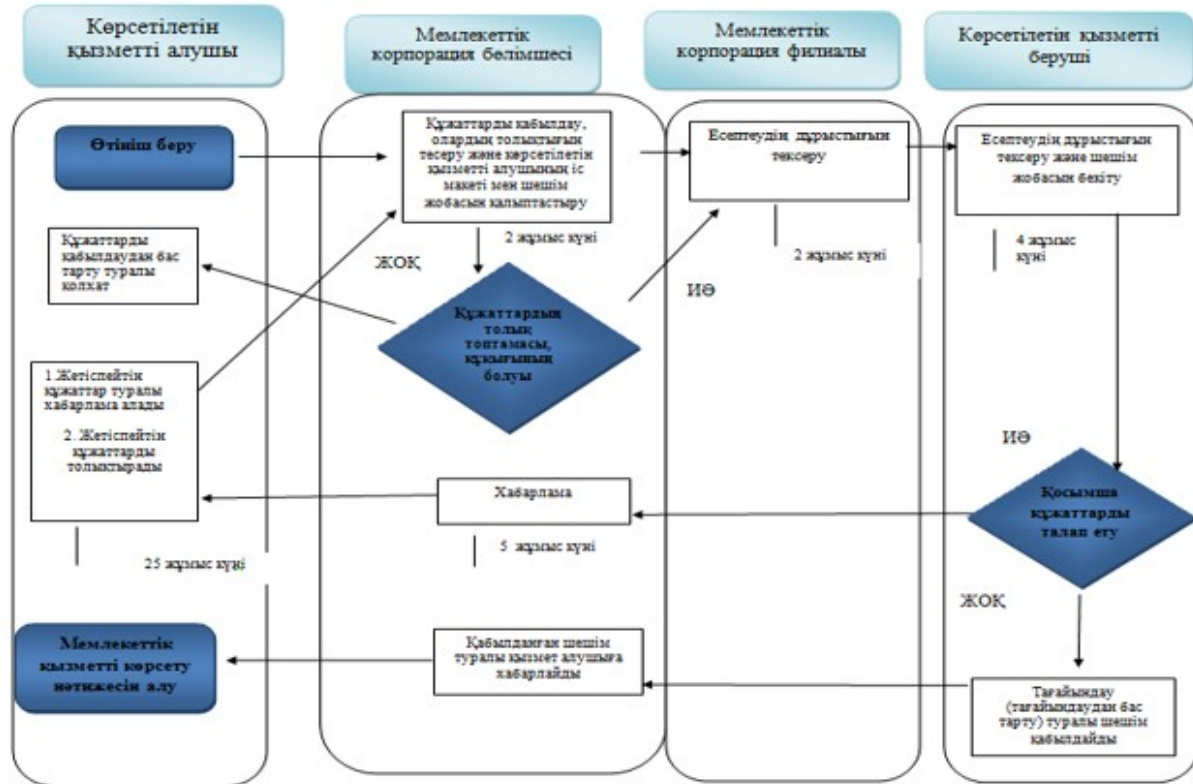 Көрсетілетін
қызметті алушы
Мемлекеттік
корпорация бөлімшесі
Мемлекеттік
корпорация филиалы
Көрсетілетін қызметті
беруші
Өтініш беру
Құжаттарды қабылдау,
олардың толықтығын
тесеру және көрсетілетін
қызметті алушының іс
макеті мен шешім
жобасын қалыптастыру
Есептеудің дұрыстығын
тексеру
Есептеудің дұрыстығын
тексеру және шешім
жобасын бекіту
2 жұмыс күні
2 жұмыс күні
4 жұмыс
күні
Құжаттарды
қабылдаудан бас
тарту туралы
қолхат
ЖОҚ
ИӘ
Құжаттардың
толық
топтамасы,
құқығының
болуы
1.Жетіспейтін
құжаттар туралы
хабарлама алады
2. Жетіспейтін
құжаттарды
толықтырады
ИӘ
Хабарлама
Қосымша
құжаттарды
талап ету
5 жұмыс күні
25 жұмыс күні
ЖОҚ
Мемлекеттік
қызметті көрсету
нәтижесін алу
Қабылданған шешім
туралы қызмет алушыға
хабарлайды
Тағайындау
(тағайындаудан бас
тарту) туралы шешім
қабылдайды